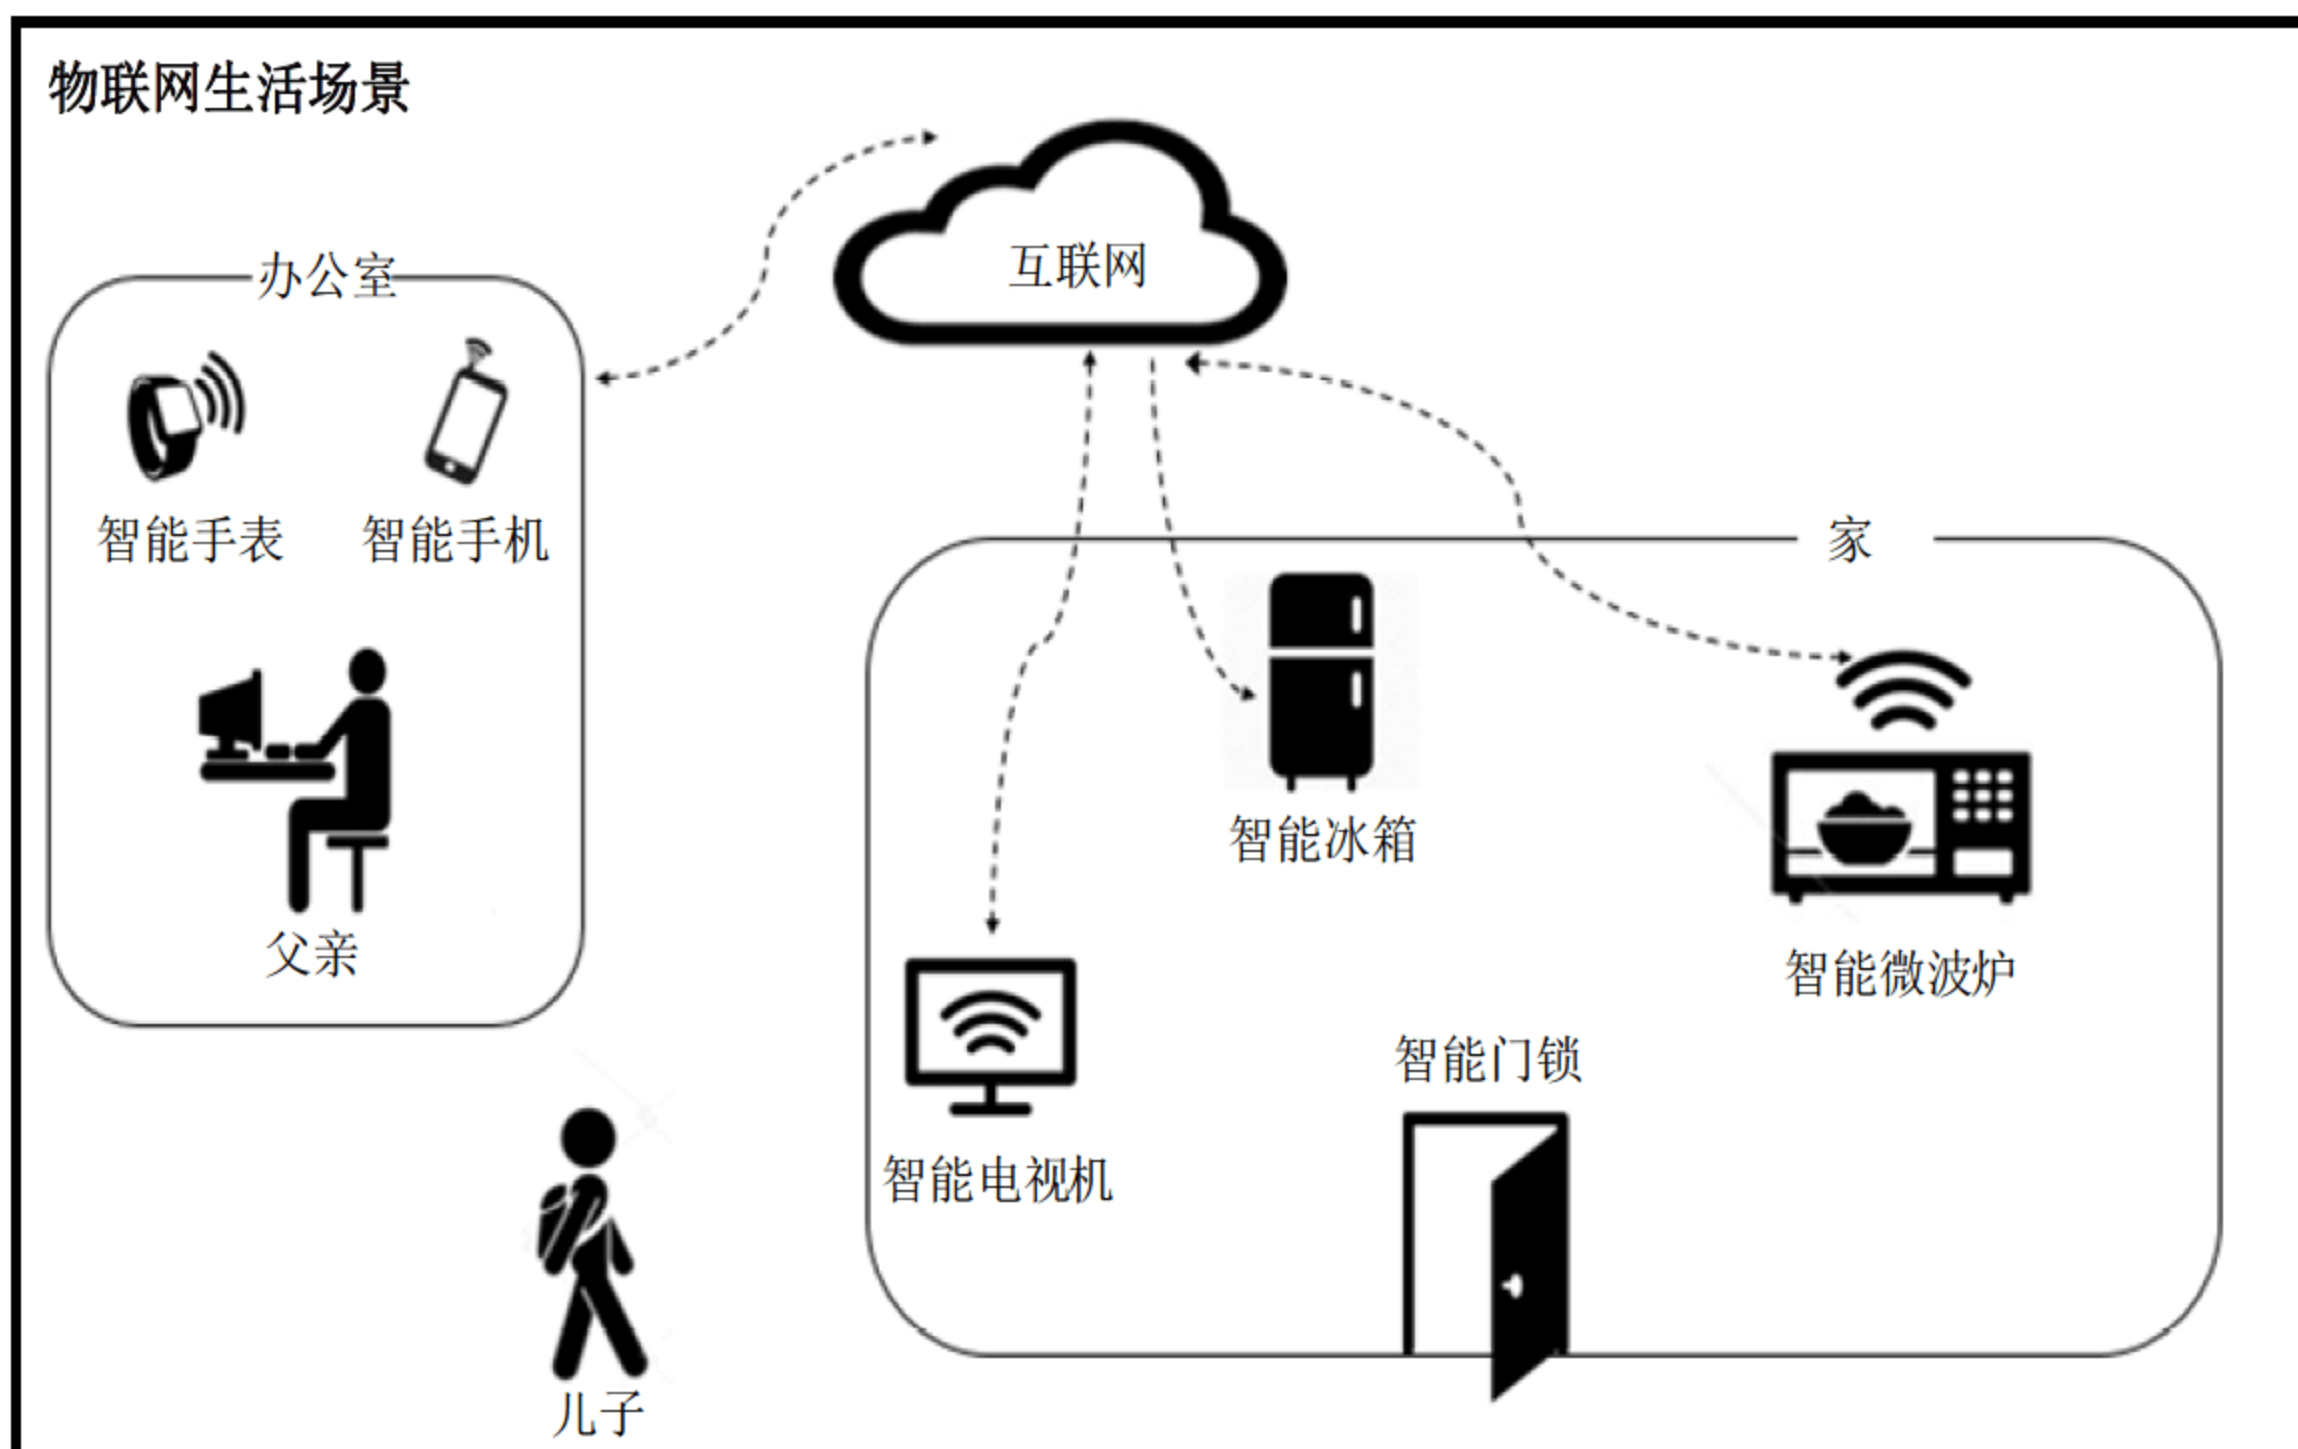 物联网生活场景
互联网
办公室
智能手表
智能手机
父亲
家
智能冰箱
智能微波炉
智能电视机
智能门锁
儿子